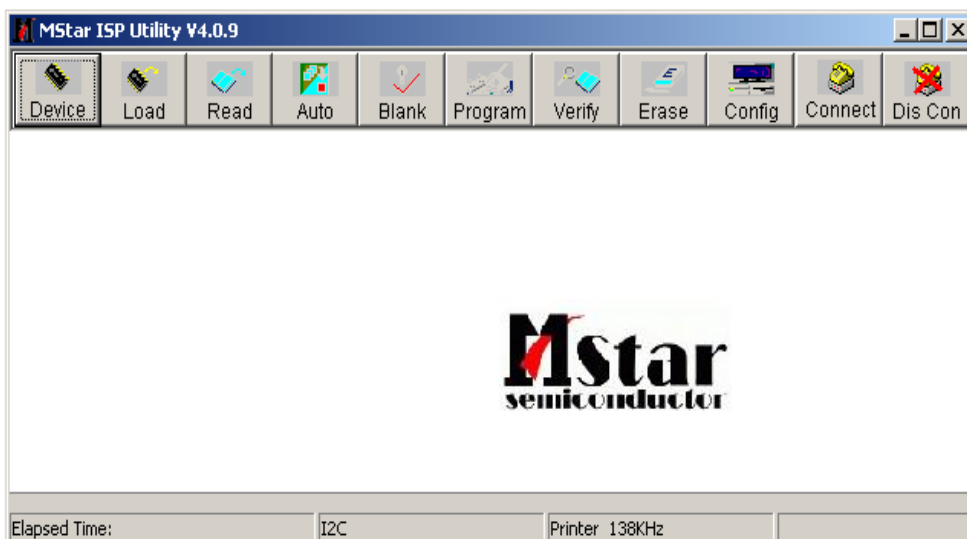 MStar ISP Utility V4.0.9
Device Load Read Auto Blank Program Verify Erase Config Connect Dis Con
Mstar
semiconductor
Elapsed Time: I2C Printer 138KHz